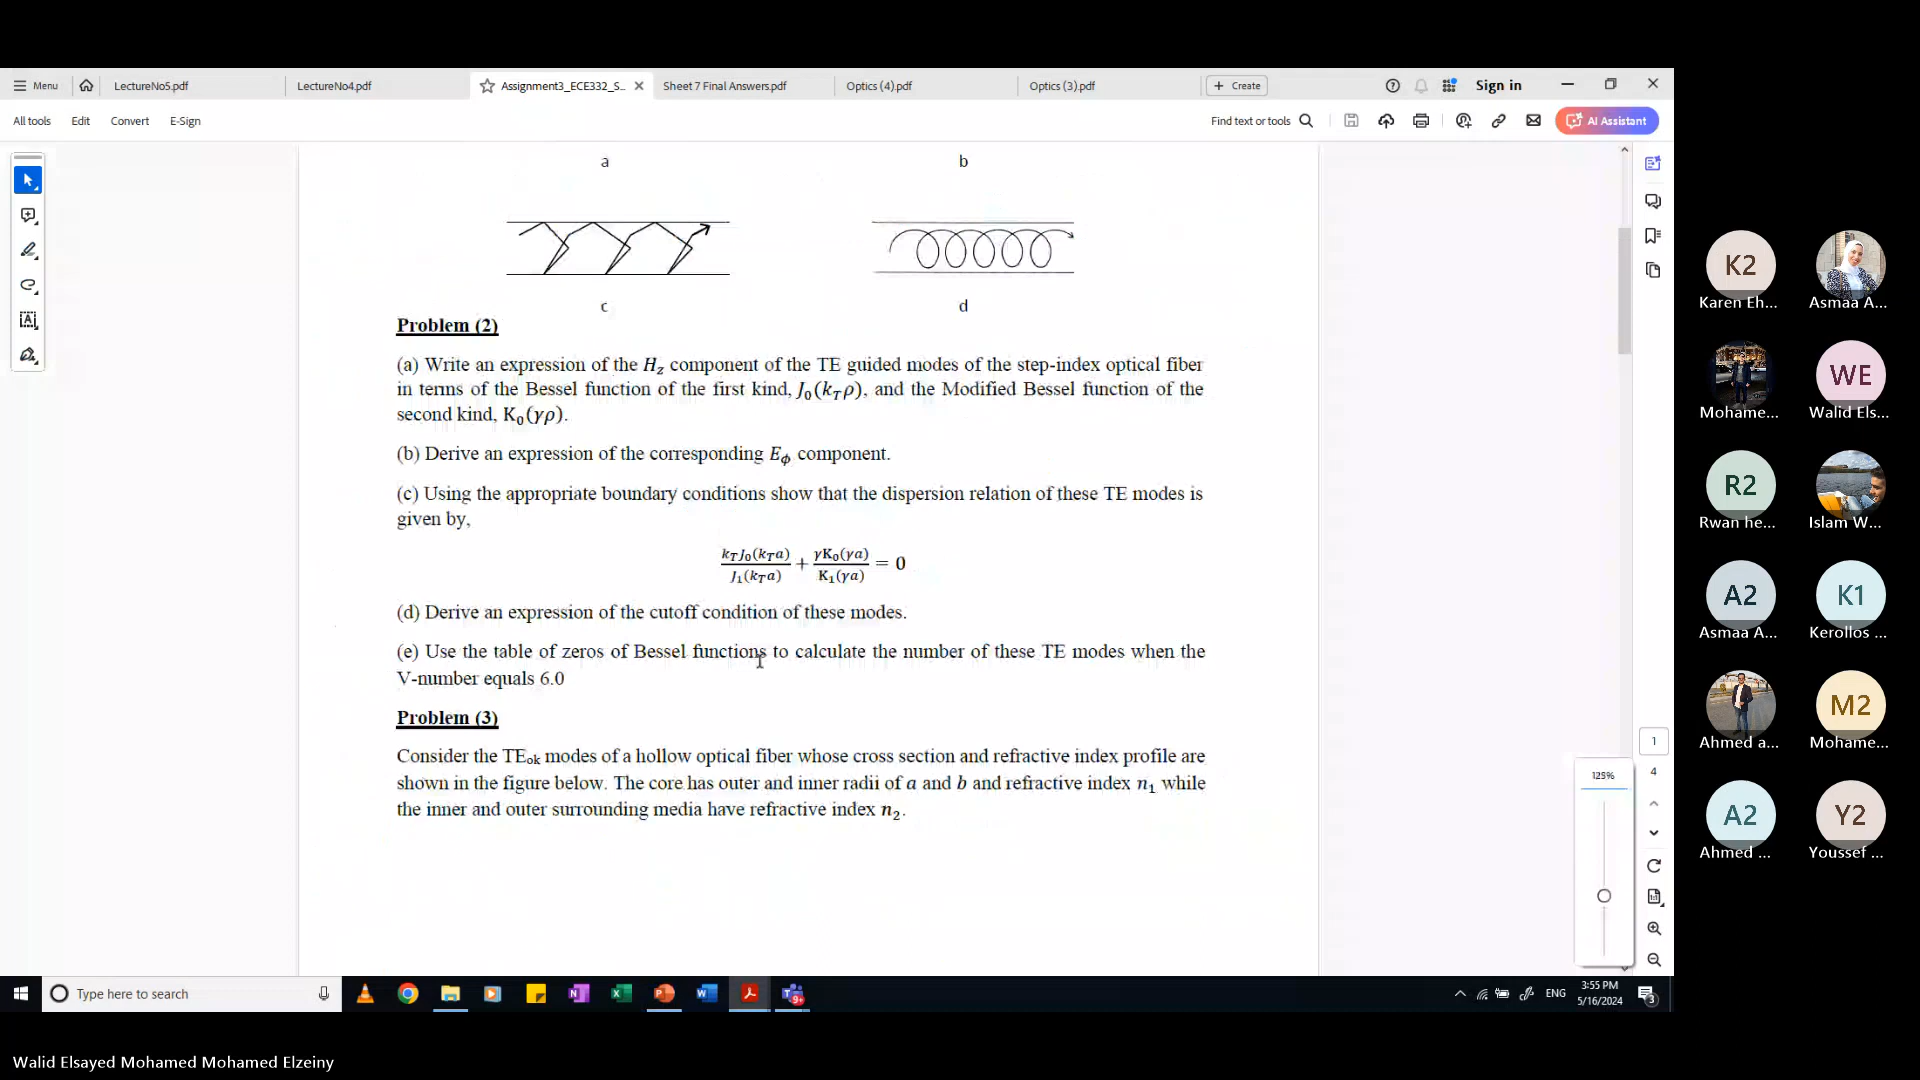 Menu
LectureNo5.pdf
LectureNo4.pdf
Assignment3_ECE332_S...
Sheet 7 Final Answers.pdf
Optics (4).pdf
Optics (3).pdf
Create
Sign in
All tools
Edit
Convert
E-Sign
Find text or tools
AI Assistant
a
b
c
d
Problem (2)
(a) Write an expression of the H_z component of the TE guided modes of the step-index optical fiber
in terms of the Bessel function of the first kind, J₀(k_Tρ), and the Modified Bessel function of the
second kind, K₀(γρ).
(b) Derive an expression of the corresponding E_ϕ component.
(c) Using the appropriate boundary conditions show that the dispersion relation of these TE modes is
given by,
k_T J₀(k_T a) / J₁(k_T a) + γK₀(γa) / K₁(γa) = 0
(d) Derive an expression of the cutoff condition of these modes.
(e) Use the table of zeros of Bessel functions to calculate the number of these TE modes when the
V-number equals 6.0
Problem (3)
Consider the TE_ok modes of a hollow optical fiber whose cross section and refractive index profile are
shown in the figure below. The core has outer and inner radii of a and b and refractive index n₁ while
the inner and outer surrounding media have refractive index n₂.
1
4
125%
K2
Karen Eh...
Asmaa A...
Mohame...
WE
Walid Els...
R2
Rwan he...
Islam W...
A2
Asmaa A...
K1
Kerollos ...
Ahmed a...
M2
Mohame...
A2
Ahmed ...
Y2
Youssef ...
Type here to search
9+
ENG
3:55 PM
5/16/2024
3
Walid Elsayed Mohamed Mohamed Elzeiny